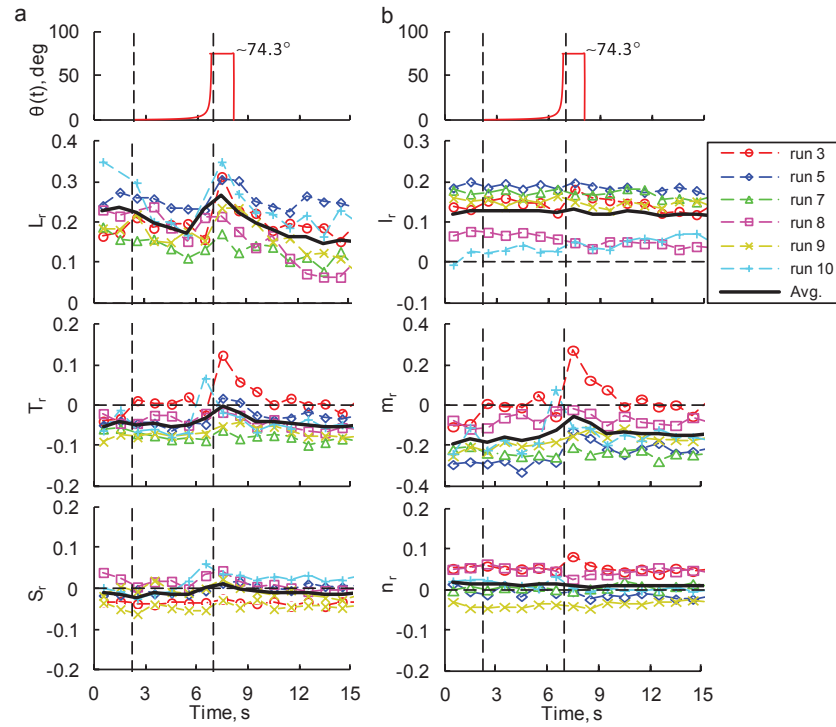 a
b
100
50
0
θ(t), deg
~74.3°
100
50
0
θ(t), deg
~74.3°
0.4
0.3
0.2
0.1
0
L_r
0.3
0.2
0.1
0
-0.1
l_r
run 3
run 5
run 7
run 8
run 9
run 10
Avg.
0.2
0.1
0
-0.1
-0.2
T_r
0.4
0.2
0
-0.2
-0.4
m_r
0.2
0.1
0
-0.1
-0.2
S_r
0.2
0.1
0
-0.1
-0.2
n_r
0 3 6 9 12 15
0 3 6 9 12 15
Time, s
Time, s